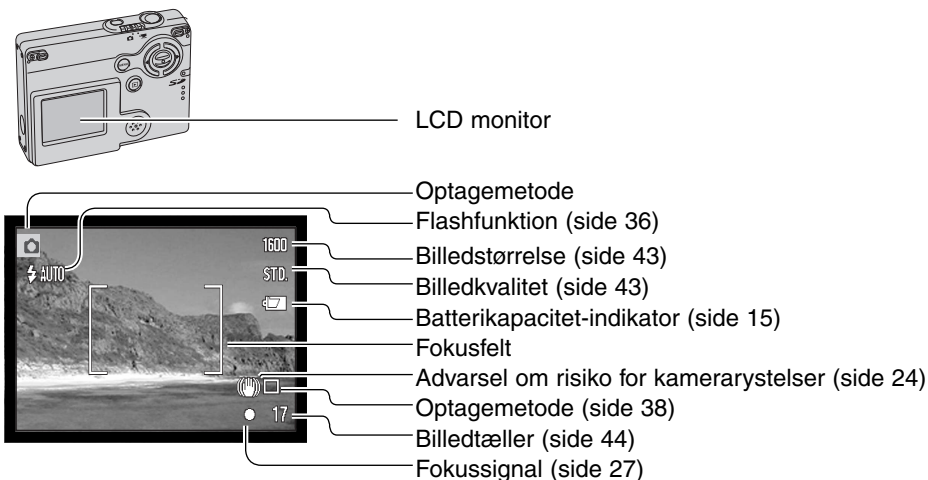 LCD monitor
Optagemetode
Flashfunktion (side 36)
1600
Billedstørrelse (side 43)
AUTO
STD.
Billedkvalitet (side 43)
Batterikapacitet-indikator (side 15)
Fokusfelt
Advarsel om risiko for kamerarystelser (side 24)
Optagemetode (side 38)
17
Billedtæller (side 44)
Fokussignal (side 27)